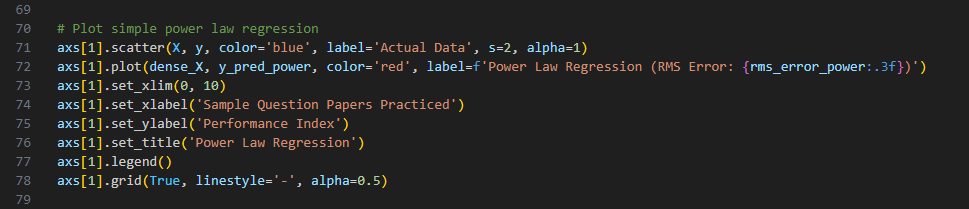 69
70 # Plot simple power law regression
71 axs[1].scatter(X, y, color='blue', label='Actual Data', s=2, alpha=1)
72 axs[1].plot(dense_X, y_pred_power, color='red', label=f'Power Law Regression (RMS Error: {rms_error_power:.3f})')
73 axs[1].set_xlim(0, 10)
74 axs[1].set_xlabel('Sample Question Papers Practiced')
75 axs[1].set_ylabel('Performance Index')
76 axs[1].set_title('Power Law Regression')
77 axs[1].legend()
78 axs[1].grid(True, linestyle='-', alpha=0.5)
79